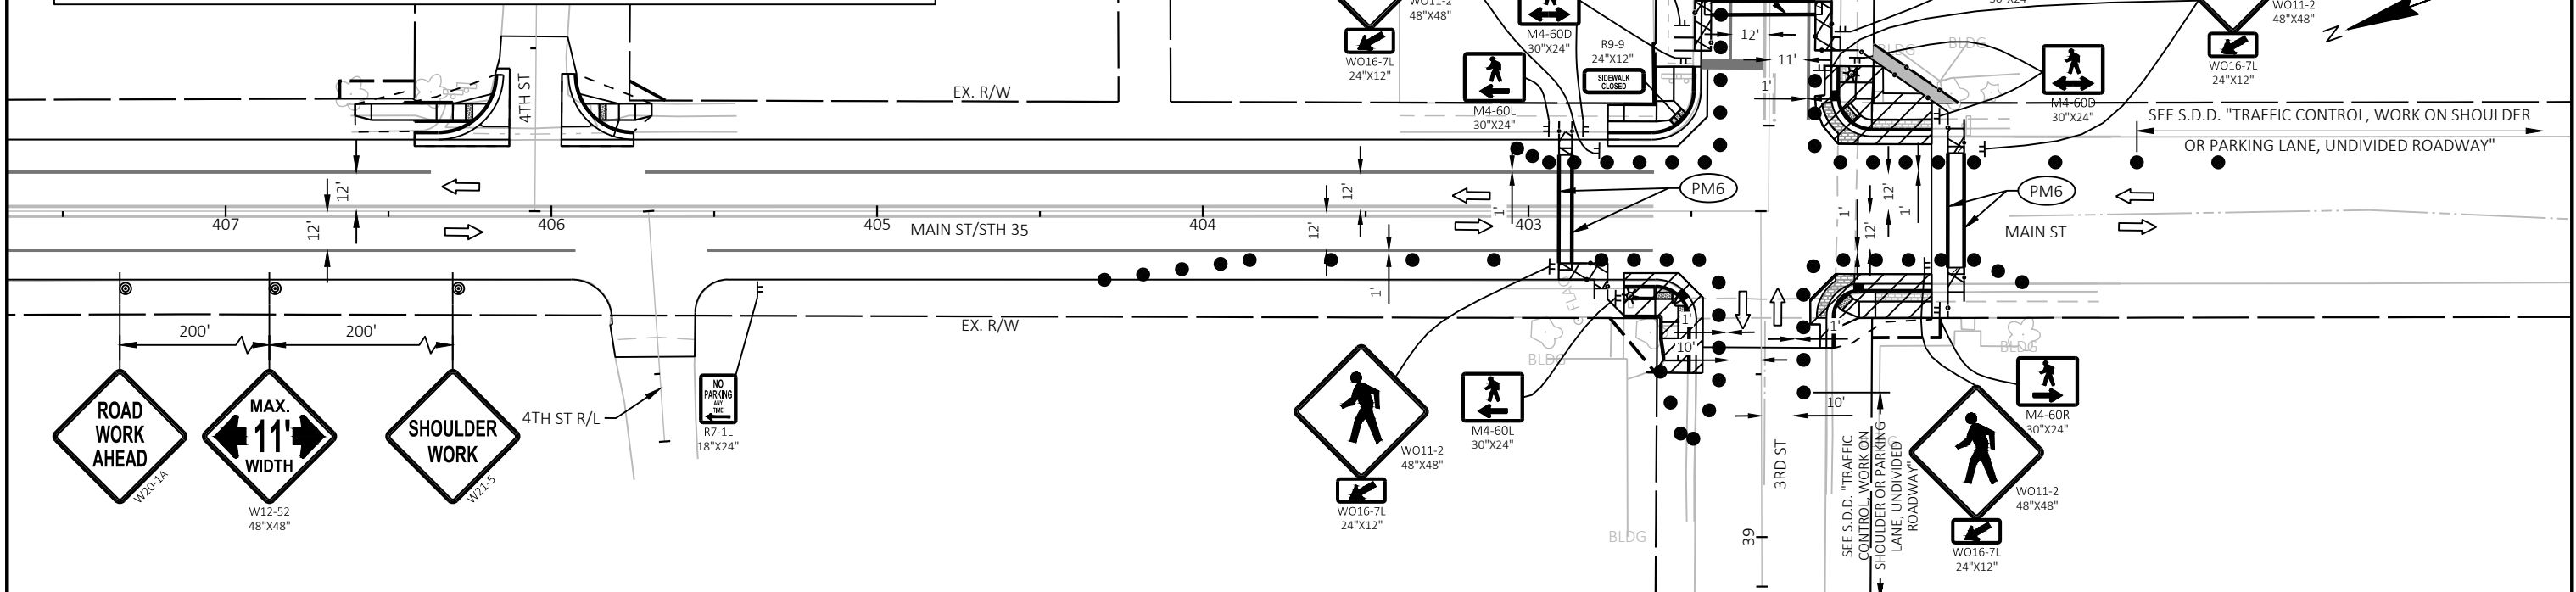 WO11-2
48"X48"
WO16-7L
24"X12"
M4-60D
30"X24"
R9-9
24"X12"
SIDEWALK
CLOSED
M4-60L
30"X24"
12'
11'
1'
BLDG
BLDG
M4-60D
30"X24"
WO11-2
48"X48"
WO16-7L
24"X12"
N
4TH ST
EX. R/W
SEE S.D.D. "TRAFFIC CONTROL, WORK ON SHOULDER
OR PARKING LANE, UNDIVIDED ROADWAY"
12'
12'
12'
12'
1'
PM6
12'
1'
1'
12'
PM6
407
406
405
404
403
MAIN ST/STH 35
MAIN ST
1'
200'
200'
EX. R/W
FLAG
BLDG
1'
10'
1'
10'
BLDG
ROAD
WORK
AHEAD
W20-1A
MAX.
11'
WIDTH
W12-52
48"X48"
SHOULDER
WORK
W21-5
4TH ST R/L
NO
PARKING
ANY
TIME
R7-1L
18"X24"
WO11-2
48"X48"
WO16-7L
24"X12"
M4-60L
30"X24"
3RD ST
39
BLDG
SEE S.D.D. "TRAFFIC
CONTROL, WORK ON
SHOULDER OR PARKING
LANE, UNDIVIDED
ROADWAY"
M4-60R
30"X24"
WO11-2
48"X48"
WO16-7L
24"X12"